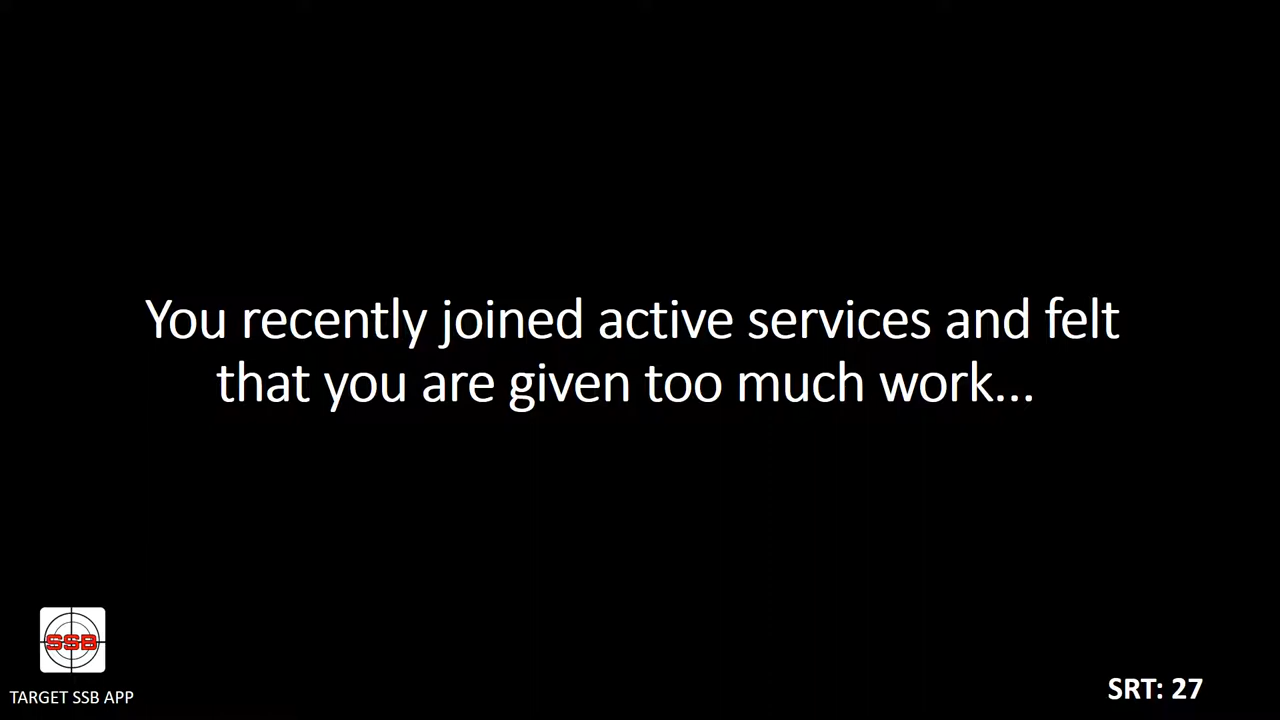 You recently joined active services and felt
that you are given too much work...
SSB
TARGET SSB APP
SRT: 27